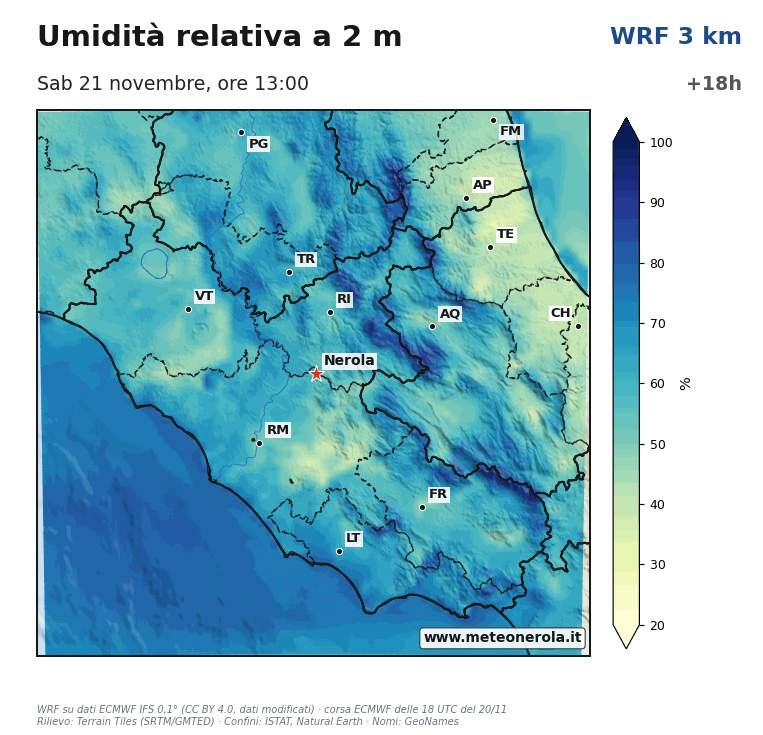 Umidità relativa a 2 m
WRF 3 km
Sab 21 novembre, ore 13:00
+18h
FM
PG
AP
TE
TR
VT
RI
AQ
CH
Nerola
RM
FR
LT
www.meteonerola.it
100
90
80
70
60
50
40
30
20
%
WRF su dati ECMWF IFS 0,1° (CC BY 4.0, dati modificati) · corsa ECMWF delle 18 UTC del 20/11
Rilievo: Terrain Tiles (SRTM/GMTED) · Confini: ISTAT, Natural Earth · Nomi: GeoNames